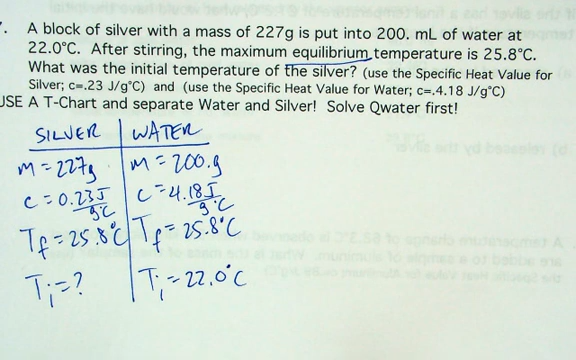 . A block of silver with a mass of 227g is put into 200. mL of water at
22.0°C. After stirring, the maximum equilibrium temperature is 25.8°C.
What was the initial temperature of the silver? (use the Specific Heat Value for
Silver; c=.23 J/g°C) and (use the Specific Heat Value for Water; c=.4.18 J/g°C)
USE A T-Chart and separate Water and Silver! Solve Qwater first!
SILVER WATER
m = 227g m = 200.g
c = 0.23J/g°C c = 4.18J/g°C
Tf = 25.8°C Tf = 25.8°C
Ti = ? Ti = 22.0°C